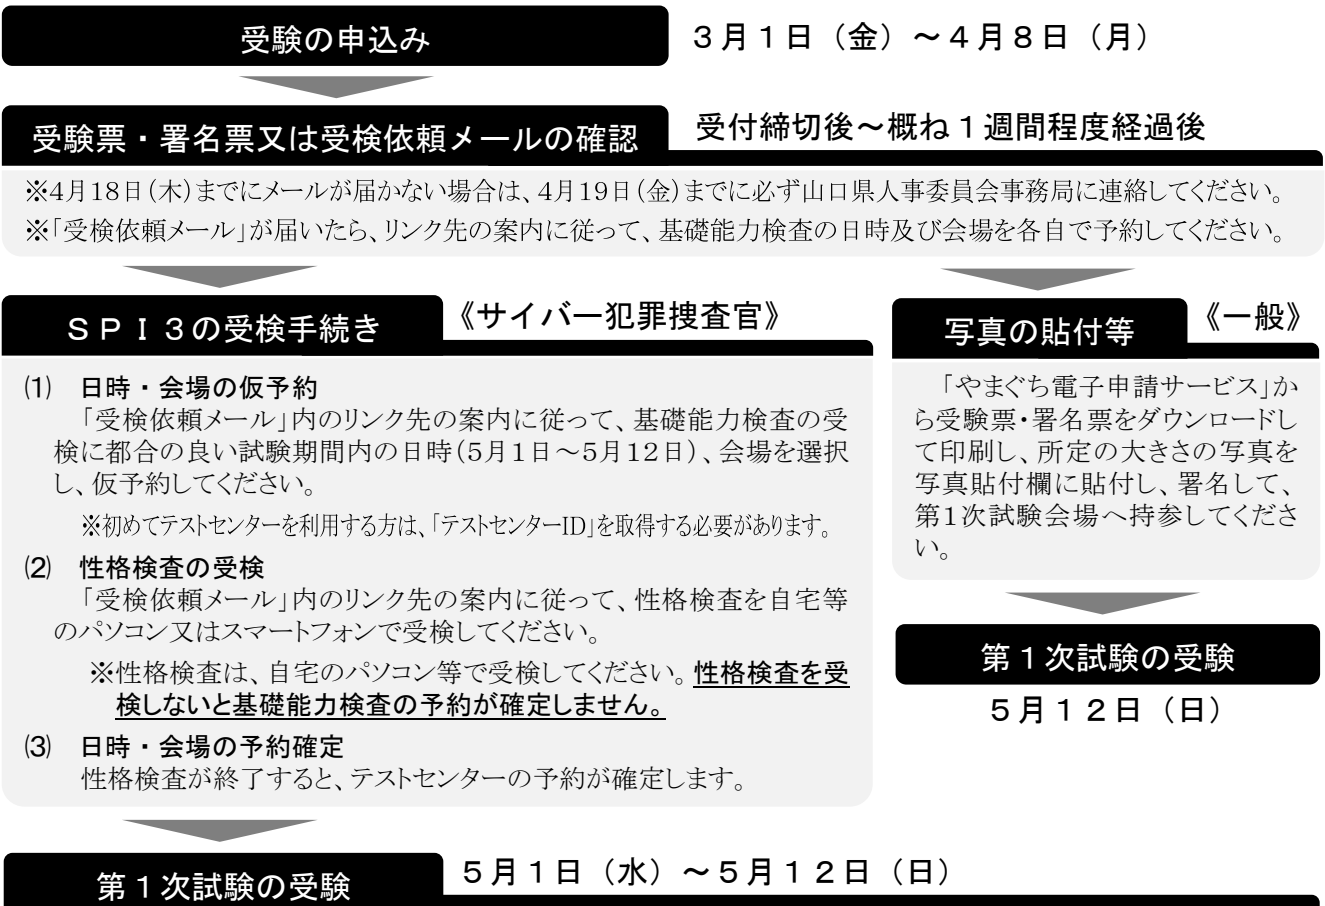 受験の申込み
３月１日（金）～４月８日（月）
受験票・署名票又は受検依頼メールの確認
受付締切後～概ね１週間程度経過後
※4月18日(木)までにメールが届かない場合は、4月19日(金)までに必ず山口県人事委員会事務局に連絡してください。
※「受検依頼メール」が届いたら、リンク先の案内に従って、基礎能力検査の日時及び会場を各自で予約してください。
ＳＰＩ３の受検手続き
《サイバー犯罪捜査官》
⑴　日時・会場の仮予約
「受検依頼メール」内のリンク先の案内に従って、基礎能力検査の受
検に都合の良い試験期間内の日時(5月1日～5月12日)、会場を選択
し、仮予約してください。
※初めてテストセンターを利用する方は、「テストセンターID」を取得する必要があります。
⑵　性格検査の受検
「受検依頼メール」内のリンク先の案内に従って、性格検査を自宅等
のパソコン又はスマートフォンで受検してください。
※性格検査は、自宅のパソコン等で受検してください。性格検査を受
検しないと基礎能力検査の予約が確定しません。
⑶　日時・会場の予約確定
性格検査が終了すると、テストセンターの予約が確定します。
第１次試験の受験
５月１日（水）～５月１２日（日）
写真の貼付等
《一般》
「やまぐち電子申請サービス」か
ら受験票・署名票をダウンロードし
て印刷し、所定の大きさの写真を
写真貼付欄に貼付し、署名して、
第1次試験会場へ持参してくださ
い。
第１次試験の受験
５月１２日（日）